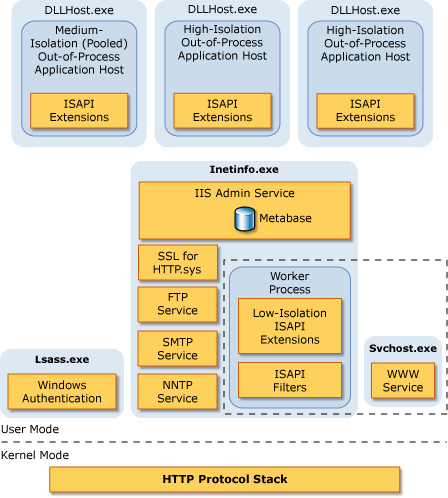 DLLHost.exe
Medium-
Isolation (Pooled)
Out-of-Process
Application Host
ISAPI
Extensions
DLLHost.exe
High-Isolation
Out-of-Process
Application Host
ISAPI
Extensions
DLLHost.exe
High-Isolation
Out-of-Process
Application Host
ISAPI
Extensions
Inetinfo.exe
IIS Admin Service
Metabase
SSL for
HTTP.sys
FTP
Service
SMTP
Service
NNTP
Service
Worker
Process
Low-Isolation
ISAPI
Extensions
ISAPI
Filters
Lsass.exe
Windows
Authentication
Svchost.exe
WWW
Service
User Mode
Kernel Mode
HTTP Protocol Stack